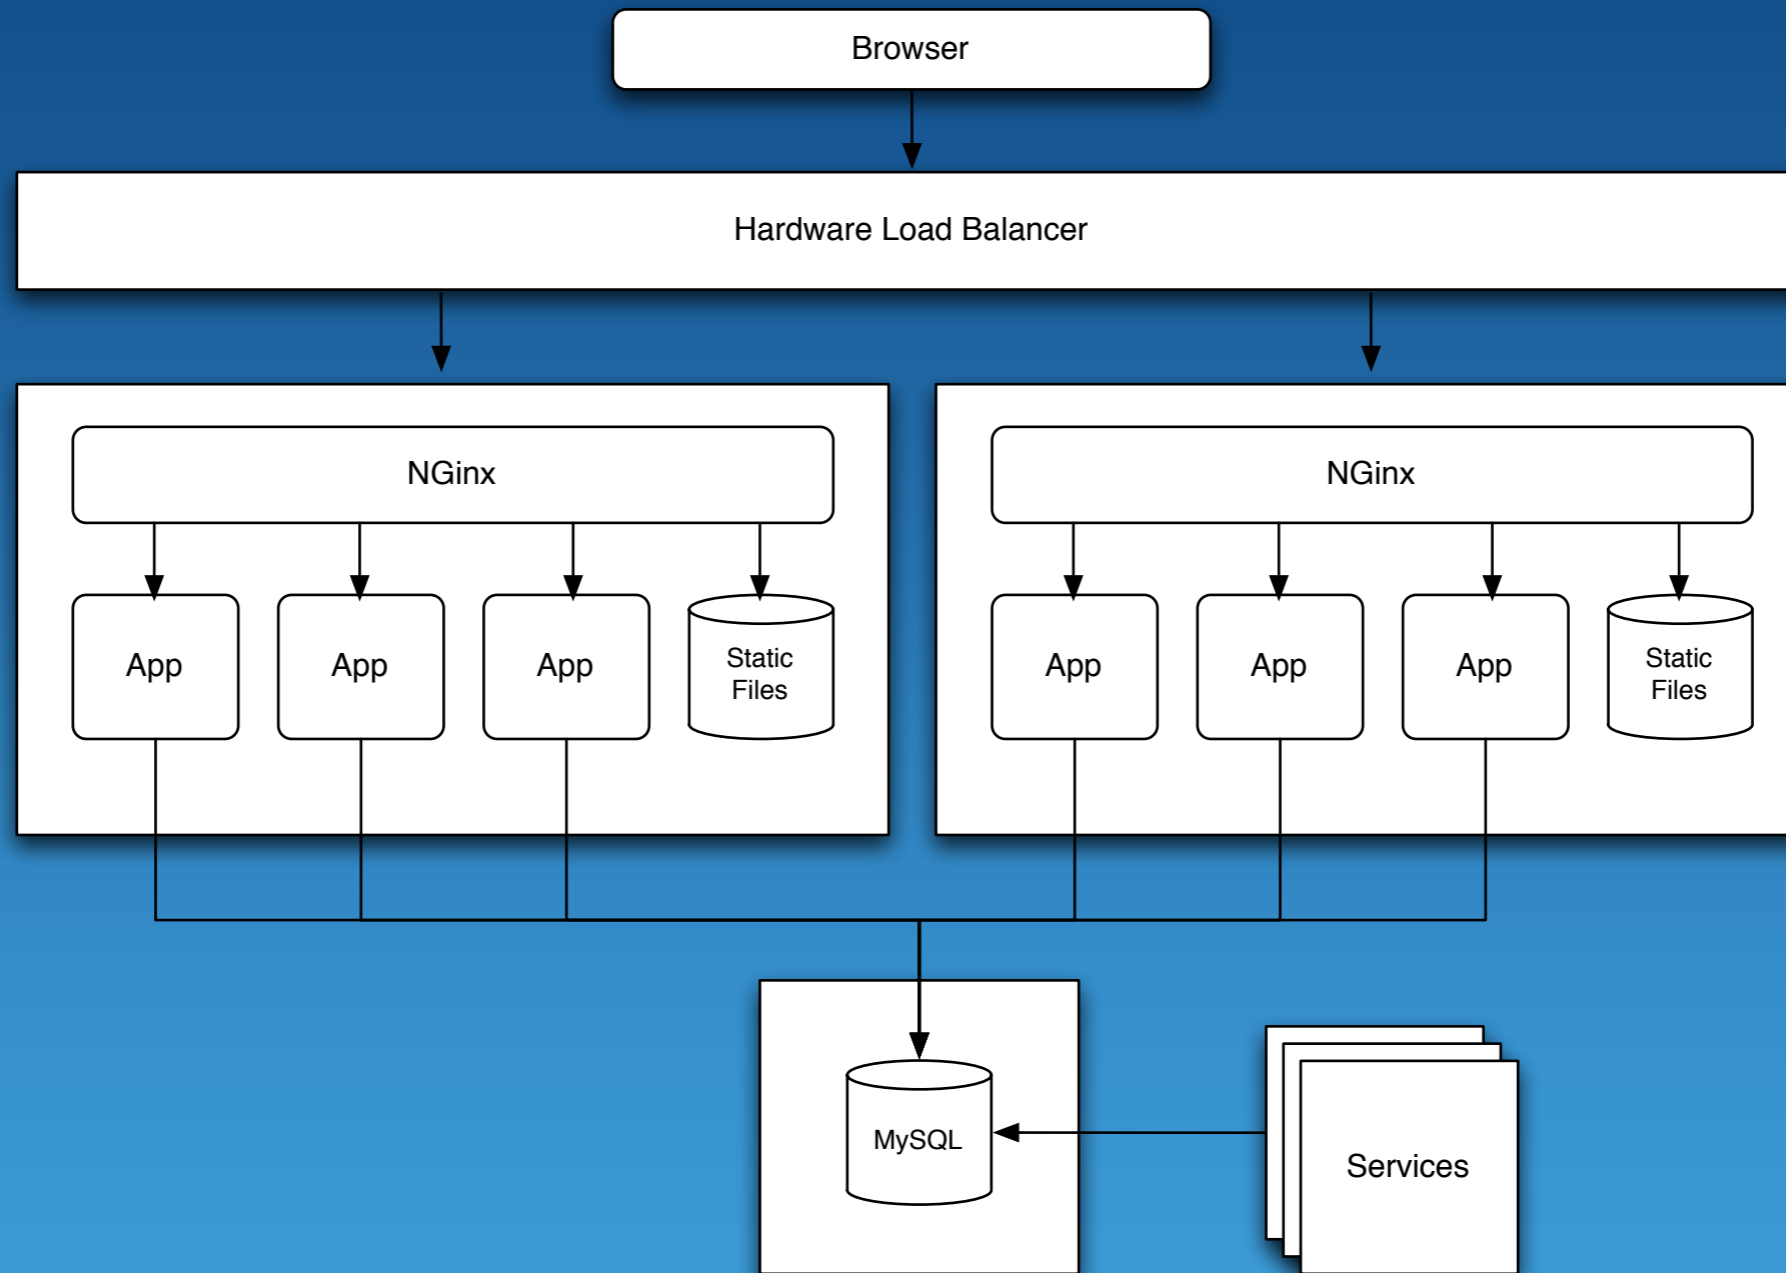 Browser
Hardware Load Balancer
NGinx
NGinx
App
App
App
Static
Files
App
App
App
Static
Files
MySQL
Services